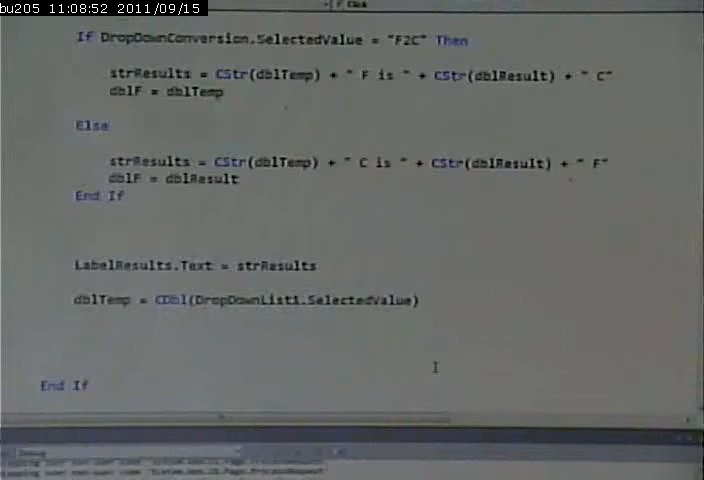 bu205 11:08:52 2011/09/15
Click
If DropDownConversion.SelectedValue = "F2C" Then
strResults = CStr(dblTemp) + " F is " + CStr(dblResult) + " C"
dblF = dblTemp
Else
strResults = CStr(dblTemp) + " C is " + CStr(dblResult) + " F"
dblF = dblResult
End If
LabelResults.Text = strResults
dblTemp = CDbl(DropDownList1.SelectedValue)
End If
Debug